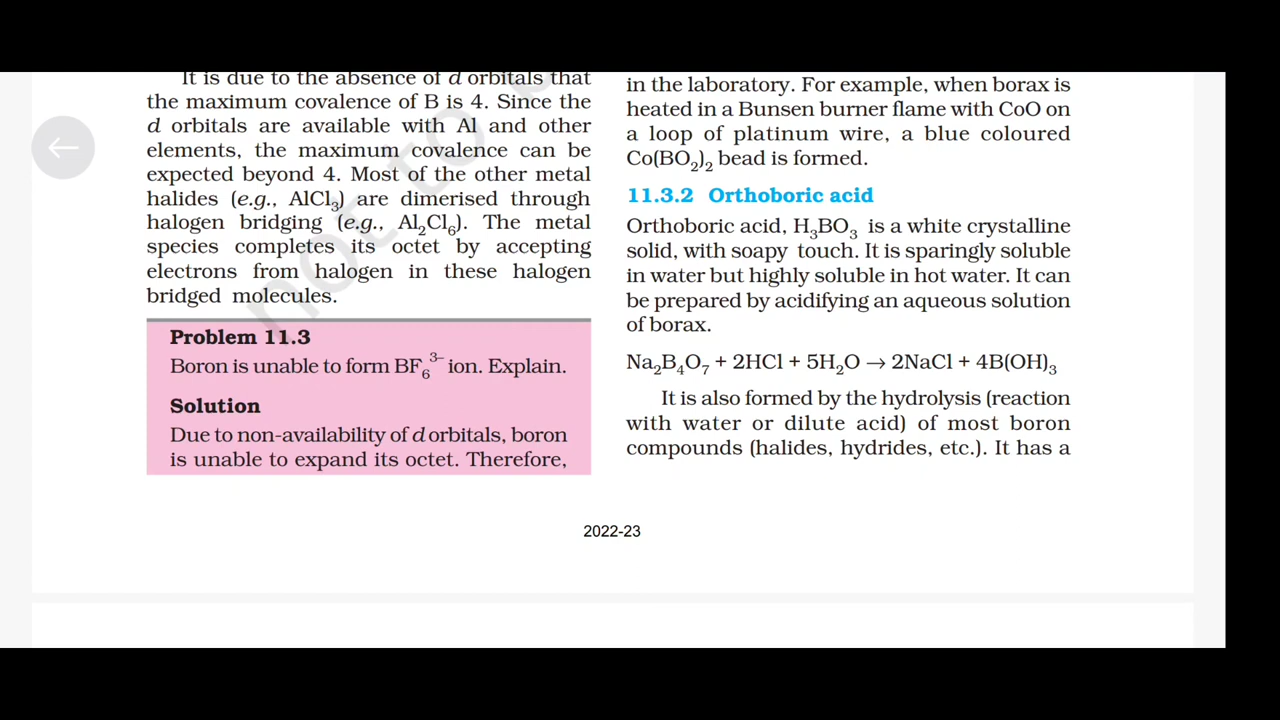 It is due to the absence of d orbitals that
the maximum covalence of B is 4. Since the
d orbitals are available with Al and other
elements, the maximum covalence can be
expected beyond 4. Most of the other metal
halides (e.g., AlCl₃) are dimerised through
halogen bridging (e.g., Al₂Cl₆). The metal
species completes its octet by accepting
electrons from halogen in these halogen
bridged molecules.
Problem 11.3
Boron is unable to form BF₆³⁻ ion. Explain.
Solution
Due to non-availability of d orbitals, boron
is unable to expand its octet. Therefore,
in the laboratory. For example, when borax is
heated in a Bunsen burner flame with CoO on
a loop of platinum wire, a blue coloured
Co(BO₂)₂ bead is formed.
11.3.2 Orthoboric acid
Orthoboric acid, H₃BO₃ is a white crystalline
solid, with soapy touch. It is sparingly soluble
in water but highly soluble in hot water. It can
be prepared by acidifying an aqueous solution
of borax.
Na₂B₄O₇ + 2HCl + 5H₂O → 2NaCl + 4B(OH)₃
It is also formed by the hydrolysis (reaction
with water or dilute acid) of most boron
compounds (halides, hydrides, etc.). It has a
not to
2022-23